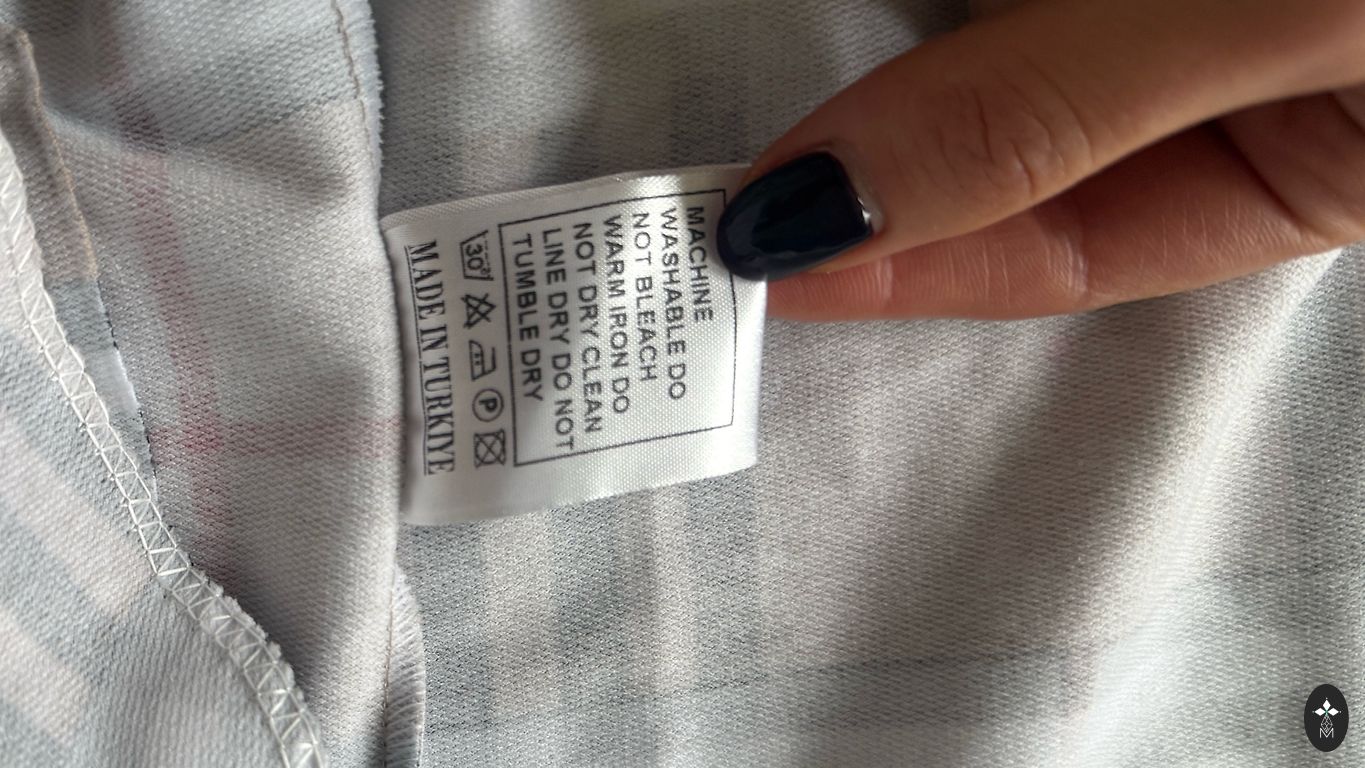 MACHINE
WASHABLE DO
NOT BLEACH
WARM IRON DO
NOT DRY CLEAN
LINE DRY DO NOT
TUMBLE DRY
30°
P
MADE IN TURKIYE
M